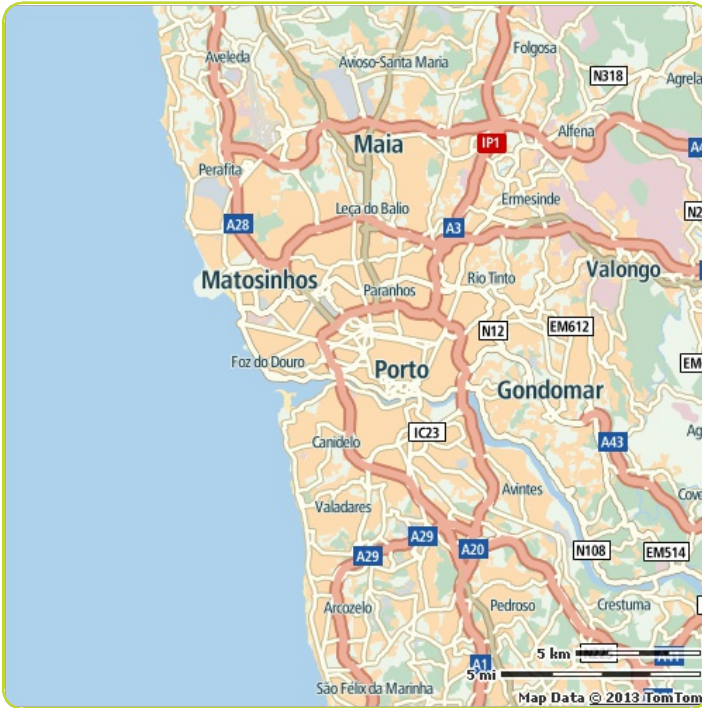 Aveleda
Avioso-Santa Maria
Folgosa
N318
Agrela
Maia
IP1
Alfena
Perafita
Leça do Balio
Ermesinde
A28
A3
Matosinhos
Paranhos
Rio Tinto
Valongo
N12
EM612
Foz do Douro
Porto
Gondomar
Canidelo
IC23
A43
Valadares
Avintes
A29
A29
A20
N108
EM514
Arcozelo
Pedroso
Crestuma
5 km
5 mi
A1
São Félix da Marinha
Map Data © 2013 TomTom